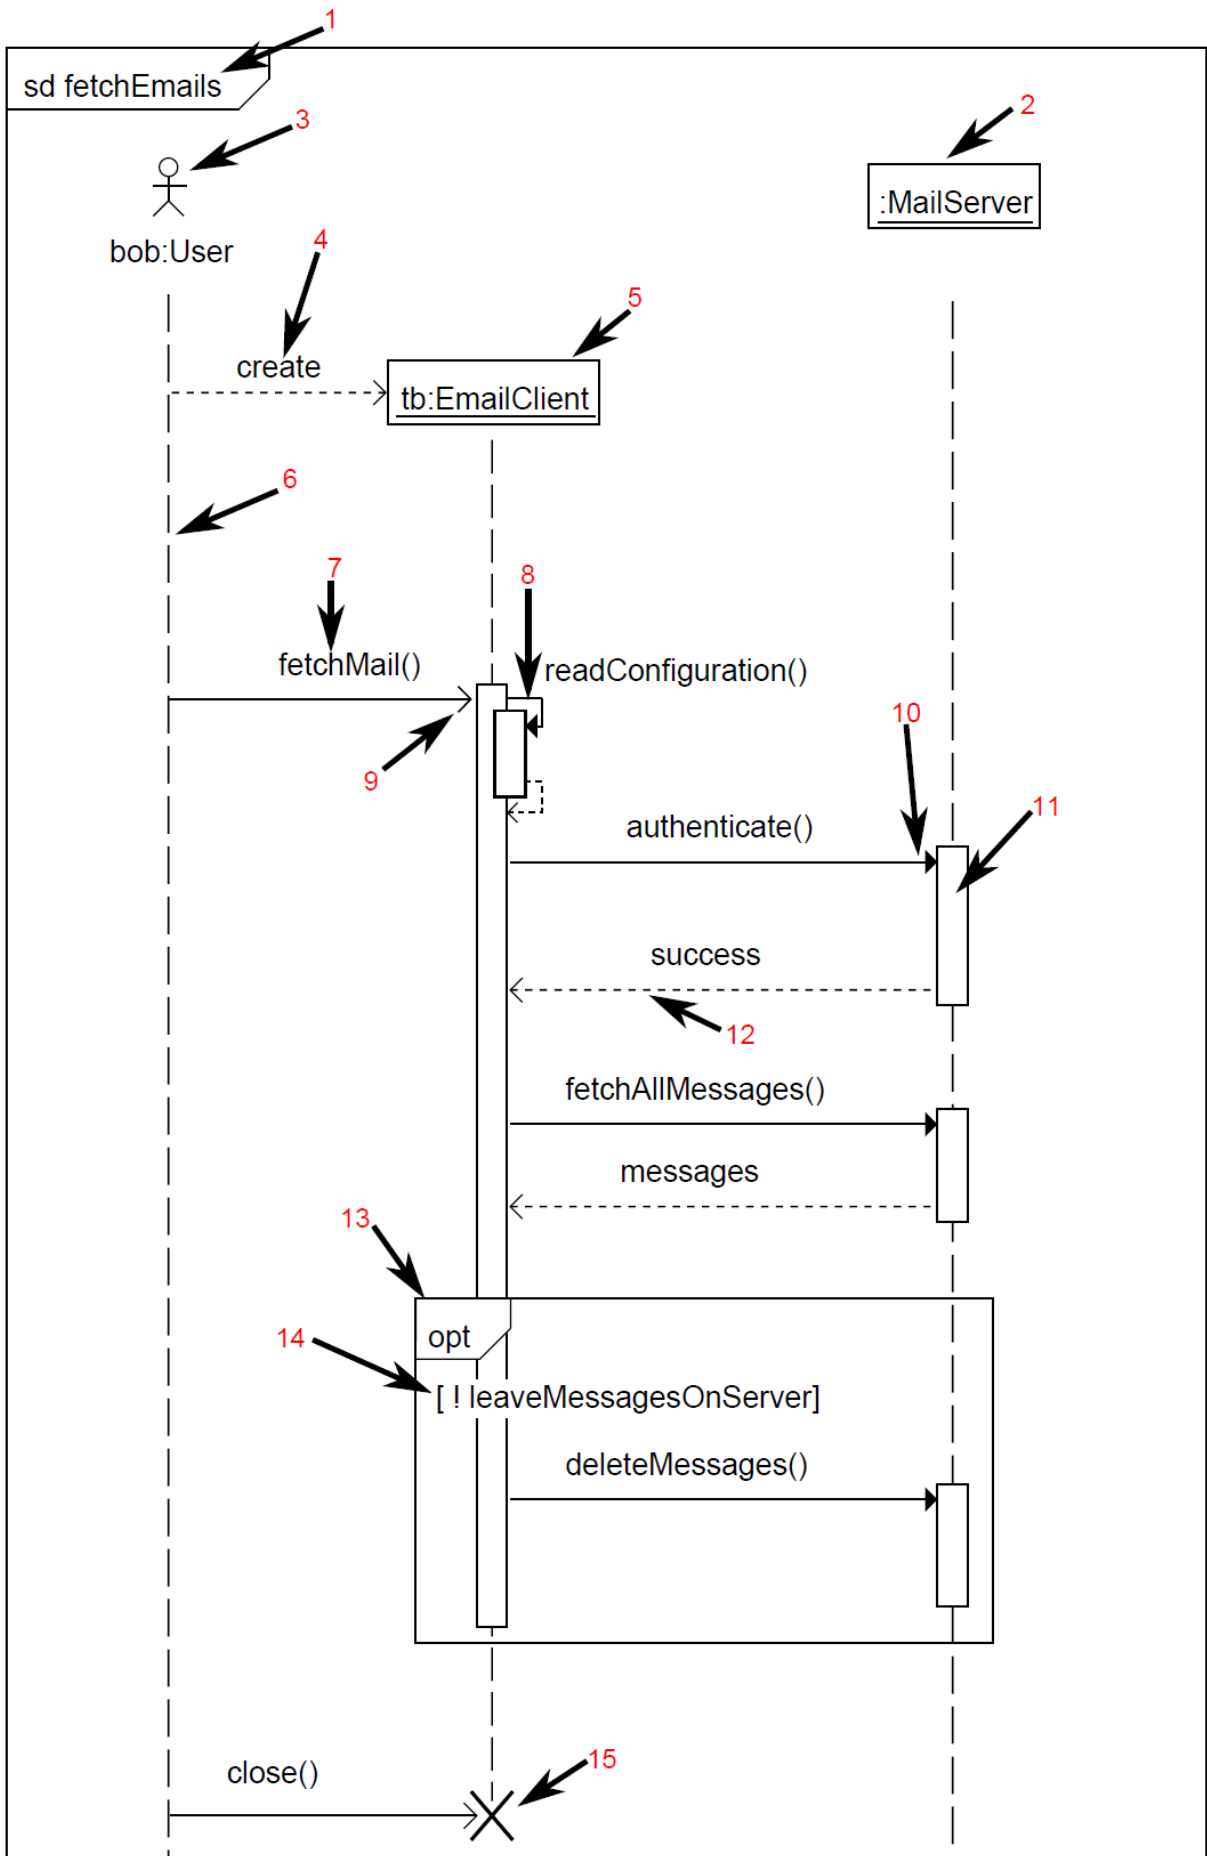 1
sd fetchEmails
3
2
:MailServer
bob:User
4
5
create
tb:EmailClient
6
7
8
fetchMail()
readConfiguration()
9
10
11
authenticate()
success
12
fetchAllMessages()
messages
13
opt
14
[ ! leaveMessagesOnServer]
deleteMessages()
close()
15